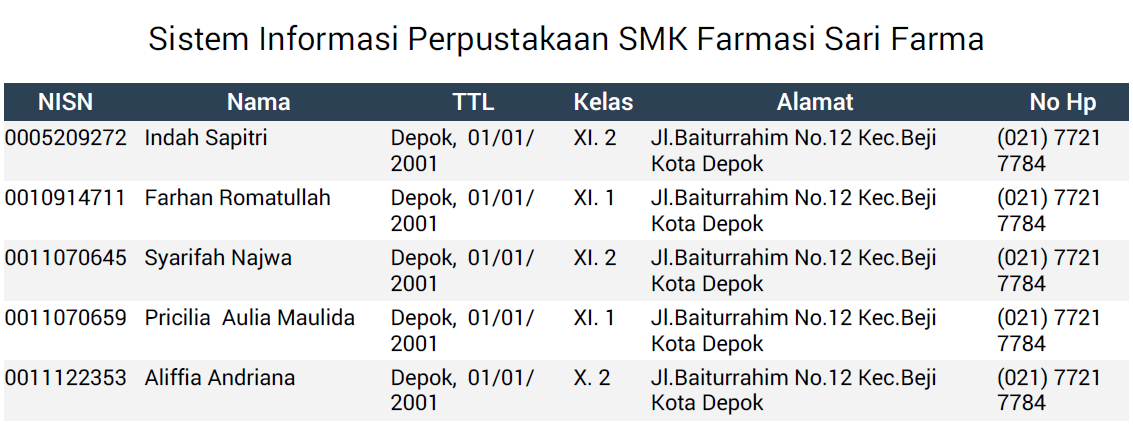 Sistem Informasi Perpustakaan SMK Farmasi Sari Farma
NISN Nama TTL Kelas Alamat No Hp
0005209272 Indah Sapitri Depok,  01/01/ XI. 2 Jl.Baiturrahim No.12 Kec.Beji (021) 7721
2001 Kota Depok 7784
0010914711 Farhan Romatullah Depok,  01/01/ XI. 1 Jl.Baiturrahim No.12 Kec.Beji (021) 7721
2001 Kota Depok 7784
0011070645 Syarifah Najwa Depok,  01/01/ XI. 2 Jl.Baiturrahim No.12 Kec.Beji (021) 7721
2001 Kota Depok 7784
0011070659 Pricilia  Aulia Maulida Depok,  01/01/ XI. 1 Jl.Baiturrahim No.12 Kec.Beji (021) 7721
2001 Kota Depok 7784
0011122353 Aliffia Andriana Depok,  01/01/ X. 2 Jl.Baiturrahim No.12 Kec.Beji (021) 7721
2001 Kota Depok 7784